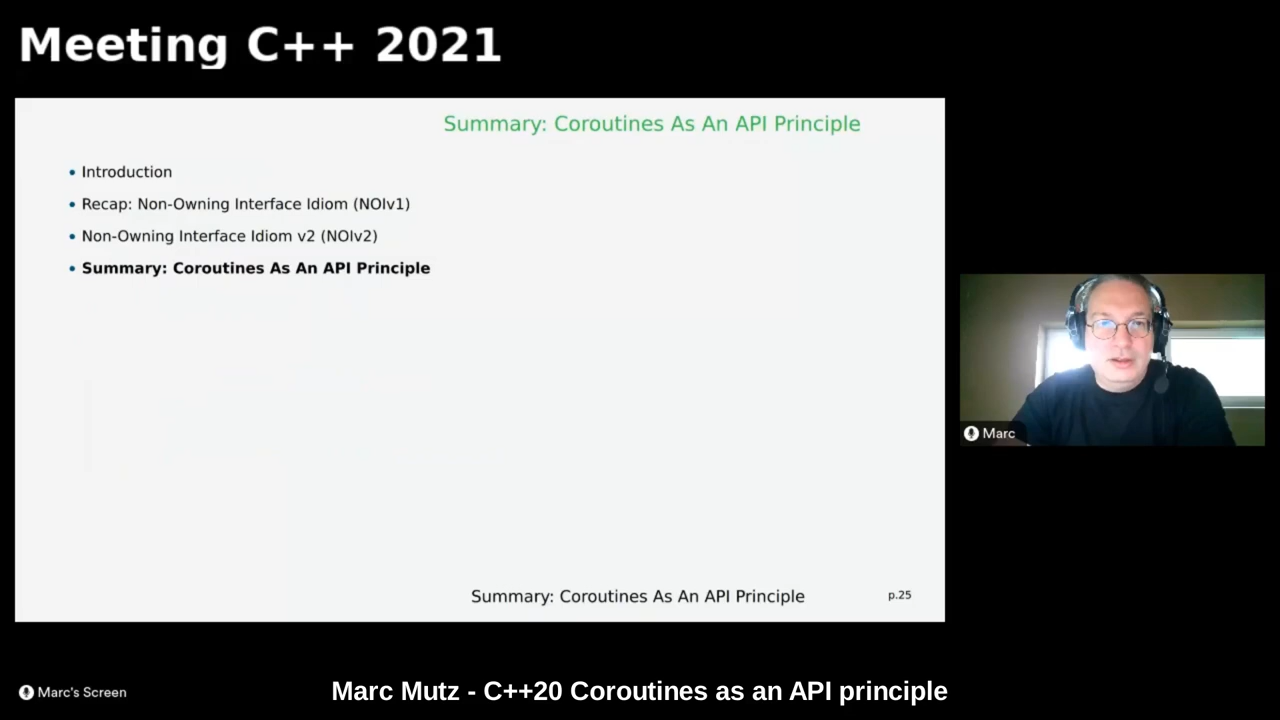 Meeting C++ 2021
Summary: Coroutines As An API Principle
• Introduction
• Recap: Non-Owning Interface Idiom (NOIv1)
• Non-Owning Interface Idiom v2 (NOIv2)
• Summary: Coroutines As An API Principle
Summary: Coroutines As An API Principle
p.25
Marc
Marc's Screen
Marc Mutz - C++20 Coroutines as an API principle